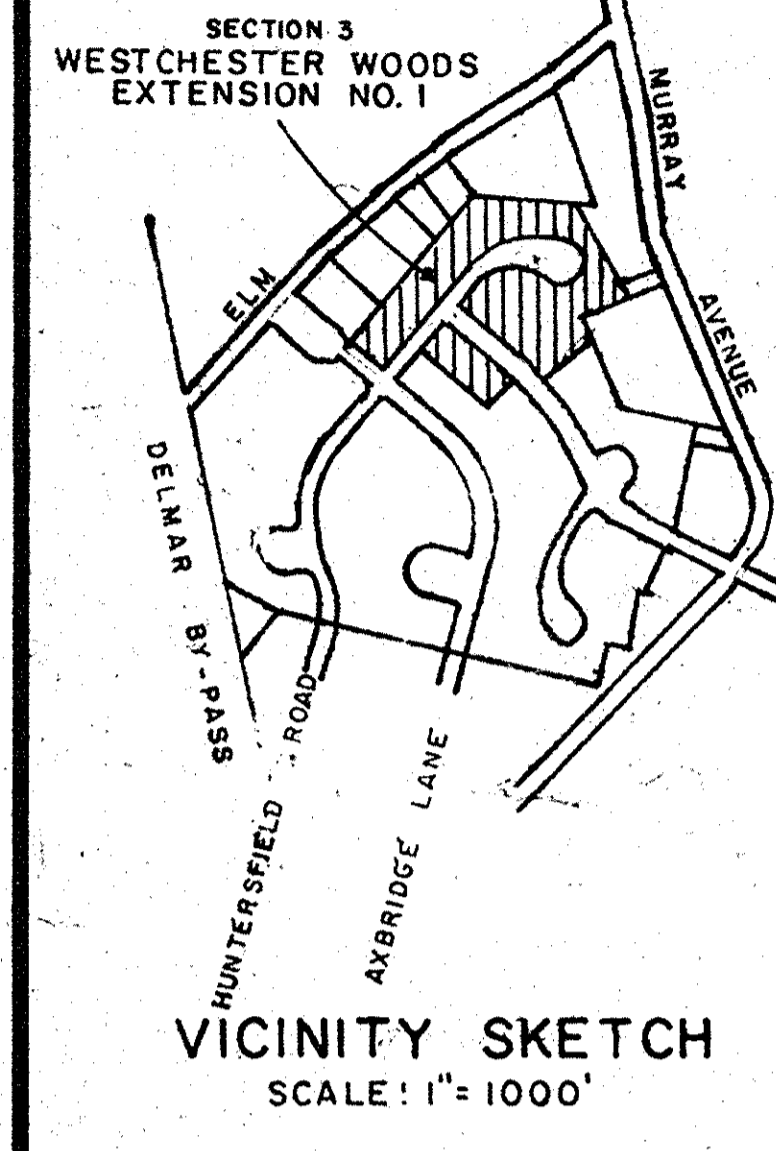 SECTION 3
WESTCHESTER WOODS
EXTENSION NO. 1
MURRAY
AVENUE
ELM
DELMAR BY-PASS
HUNTERSFIELD ROAD
AXBRIDGE LANE
VICINITY SKETCH
SCALE: 1"= 1000'